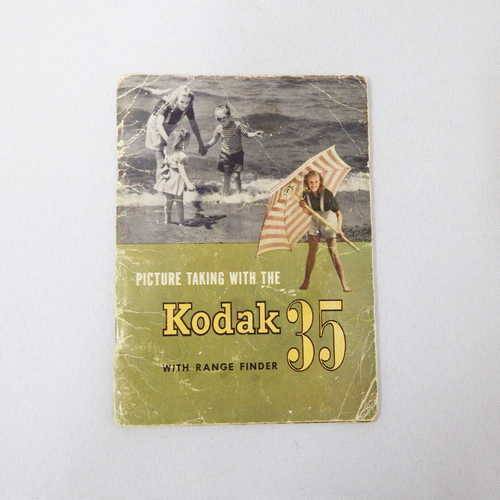 PICTURE TAKING WITH THE
Kodak 35
WITH RANGE FINDER